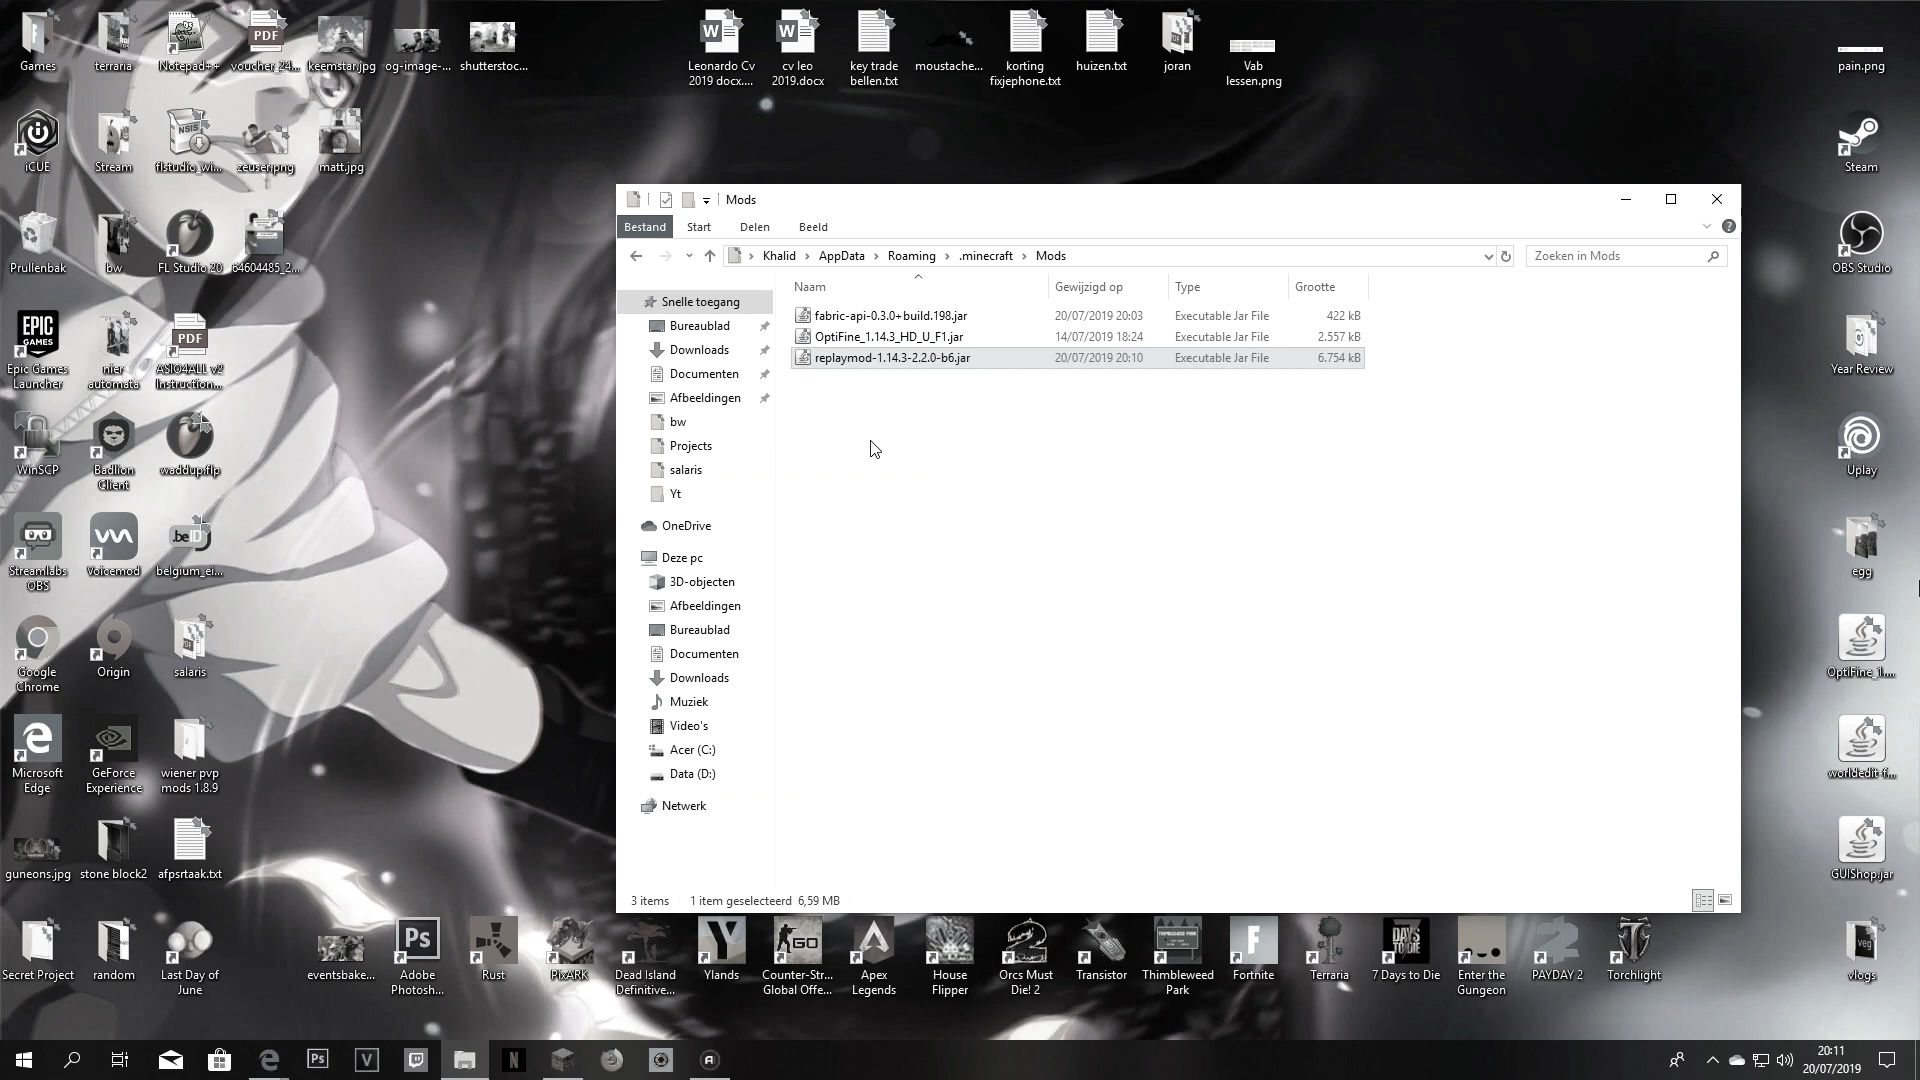 Games
terraria
Notepad++
voucher_24...
keemstar.jpg
og-image-...
shutterstoc...
Leonardo Cv
2019 docx....
cv leo
2019.docx
key trade
bellen.txt
moustache...
korting
fixjephone.txt
huizen.txt
joran
Vab
lessen.png
pain.png
iCUE
Stream
flstudio_wi...
zeuser.png
matt.jpg
Steam
Prullenbak
bw
FL Studio 20
64604485_2...
OBS Studio
Epic Games
Launcher
nier
automata
ASIO4ALL v2
Instruction...
Year Review
WinSCP
Badlion
Client
waddup.flp
Uplay
Streamlabs
OBS
Voicemod
belgium_ei...
egg
Google
Chrome
Origin
salaris
OptiFine_1....
Microsoft
Edge
GeForce
Experience
wiener pvp
mods 1.8.9
worldedit-f...
guneons.jpg
stone block2
afpsrtaak.txt
GUIShop.jar
Secret Project
random
Last Day of
June
eventsbake...
Adobe
Photosh...
Rust
PixARK
Dead Island
Definitive...
Ylands
Counter-Str...
Global Offe...
Apex
Legends
House
Flipper
Orcs Must
Die! 2
Transistor
Thimbleweed
Park
Fortnite
Terraria
7 Days to Die
Enter the
Gungeon
PAYDAY 2
Torchlight
vlogs
Mods
Bestand Start Delen Beeld
Khalid > AppData > Roaming > .minecraft > Mods
Zoeken in Mods
Naam Gewijzigd op Type Grootte
fabric-api-0.3.0+build.198.jar 20/07/2019 20:03 Executable Jar File 422 kB
OptiFine_1.14.3_HD_U_F1.jar 14/07/2019 18:24 Executable Jar File 2.557 kB
replaymod-1.14.3-2.2.0-b6.jar 20/07/2019 20:10 Executable Jar File 6.754 kB
Snelle toegang
Bureaublad
Downloads
Documenten
Afbeeldingen
bw
Projects
salaris
Yt
OneDrive
Deze pc
3D-objecten
Afbeeldingen
Bureaublad
Documenten
Downloads
Muziek
Video's
Acer (C:)
Data (D:)
Netwerk
3 items 1 item geselecteerd 6,59 MB
20:11
20/07/2019